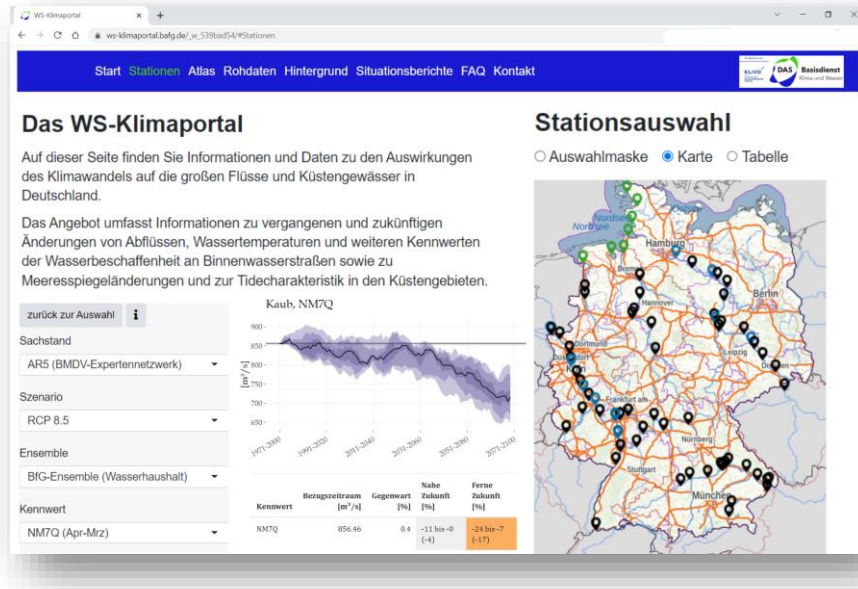 WS-Klimaportal
ws-klimaportal.bafg.de/_w_539bad54/#Stationen
Start Stationen Atlas Rohdaten Hintergrund Situationsberichte FAQ Kontakt
KLIVO
DAS Basisdienst
Klima und Wasser
Das WS-Klimaportal
Auf dieser Seite finden Sie Informationen und Daten zu den Auswirkungen
des Klimawandels auf die großen Flüsse und Küstengewässer in
Deutschland.
Das Angebot umfasst Informationen zu vergangenen und zukünftigen
Änderungen von Abflüssen, Wassertemperaturen und weiteren Kennwerten
der Wasserbeschaffenheit an Binnenwasserstraßen sowie zu
Meeresspiegeländerungen und zur Tidecharakteristik in den Küstengebieten.
zurück zur Auswahl i
Sachstand
AR5 (BMDV-Expertennetzwerk)
Szenario
RCP 8.5
Ensemble
BfG-Ensemble (Wasserhaushalt)
Kennwert
NM7Q (Apr-Mrz)
Kaub, NM7Q
[m³/s]
900
850
800
750
700
650
1971-2000
1991-2020
2011-2040
2031-2060
2051-2080
2071-2100
Kennwert Bezugszeitraum [m³/s] Gegenwart [%] Nahe Zukunft [%] Ferne Zukunft [%]
NM7Q 856.46 0.4 -11 bis -0 (-4) -24 bis -7 (-17)
Stationsauswahl
Auswahlmaske Karte Tabelle
Nordsee
Nordsee
Ostsee
Hamburg
Hannover
Berlin
Dortmund
Leipzig
Köln
Frankfurt am
Nürnberg
Stuttgart
München